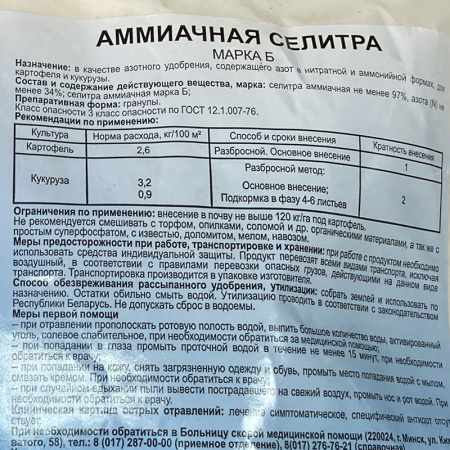 АММИАЧНАЯ СЕЛИТРА
МАРКА Б
Назначение: в качестве азотного удобрения, содержащего азот в нитратной и аммонийной формах, для
картофеля и кукурузы.
Состав и содержание действующего вещества, марка: селитра аммиачная не менее 97%, азота (N) не
менее 34%; селитра аммиачная марка Б;
Препаративная форма: гранулы.
Класс опасности 3 класс опасности по ГОСТ 12.1.007-76.
Рекомендации по применению:
Культура Норма расхода, кг/100 м² Способ и сроки внесения Кратность внесения
Картофель 2,6 Разбросной. Основное внесение 1
Разбросной метод:
Кукуруза 3,2 Основное внесение; 2
0,9 Подкормка в фазу 4-6 листьев
Ограничения по применению: внесение в почву не выше 120 кг/га под картофель.
Не рекомендуется смешивать с торфом, опилками, соломой и др. органическими материалами, а так же с
простым суперфосфатом, с известью, доломитом, мелом, навозом.
Меры предосторожности при работе, транспортировке и хранении: при работе с продуктом необходимо
использовать средства индивидуальной защиты. Продукт перевозят всеми видами транспорта, исключая
воздушный, в соответствии с правилами перевозки опасных грузов, действующими на данном виде
транспорта. Транспортировка производится в упаковке изготовителя.
Способ обезвреживания рассыпанного удобрения, утилизации: собрать землей и использовать по
назначению. Остатки обильно смыть водой. Утилизацию проводить в соответствии с законодательством
Республики Беларусь. Не допускать сброс в водоемы.
Меры первой помощи
– при отравлении прополоскать ротовую полость водой, выпить большое количество воды, активированный
уголь, солевое слабительное, при необходимости обратиться за медицинской помощью;
– при попадании в глаза промыть проточной водой в течение не менее 15 минут, при необходимости
обратиться к врачу;
– при попадании на кожу, снять загрязненную одежду и обувь, промыть место попадания водой с мылом,
смазать кремом. При необходимости обратиться к врачу;
– при случайном вдыхании пыли вывести пострадавшего на свежий воздух, промыть нос и рот водой. При
необходимости обратиться к врачу.
Клиническая картина острых отравлений: лечение симптоматическое, специфический антидот отсут
ствует.
При необходимости обратиться в Больницу скорой медицинской помощи (220024, г. Минск, ул. Киж
ватого, 58), тел.: 8 (017) 287-00-00 (приемное отделение), 8(017) 276-76-21 (справочная)